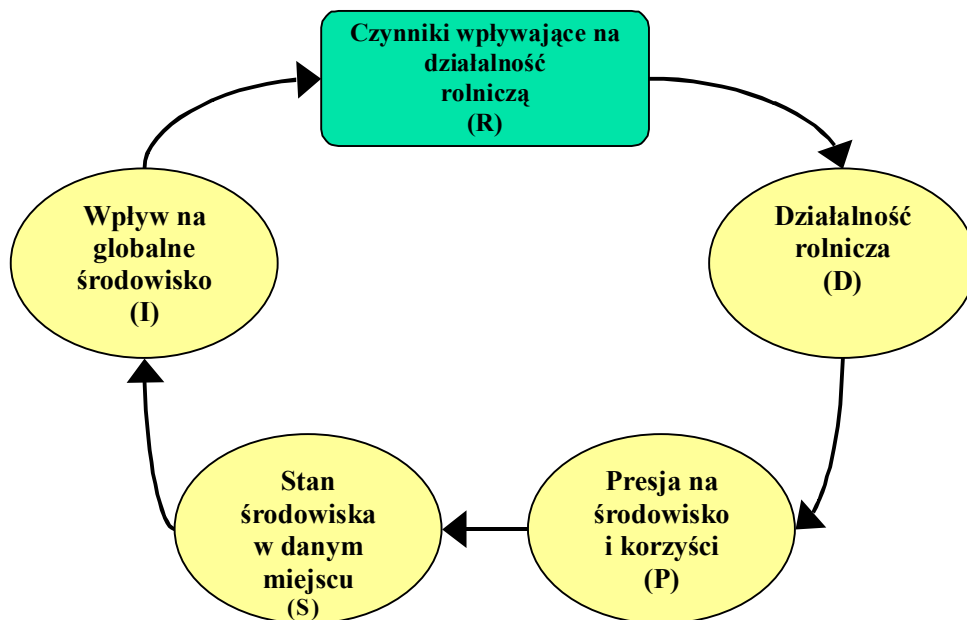 Czynniki wpływające na
działalność
rolniczą
(R)
Działalność
rolnicza
(D)
Presja na
środowisko
i korzyści
(P)
Stan
środowiska
w danym
miejscu
(S)
Wpływ na
globalne
środowisko
(I)